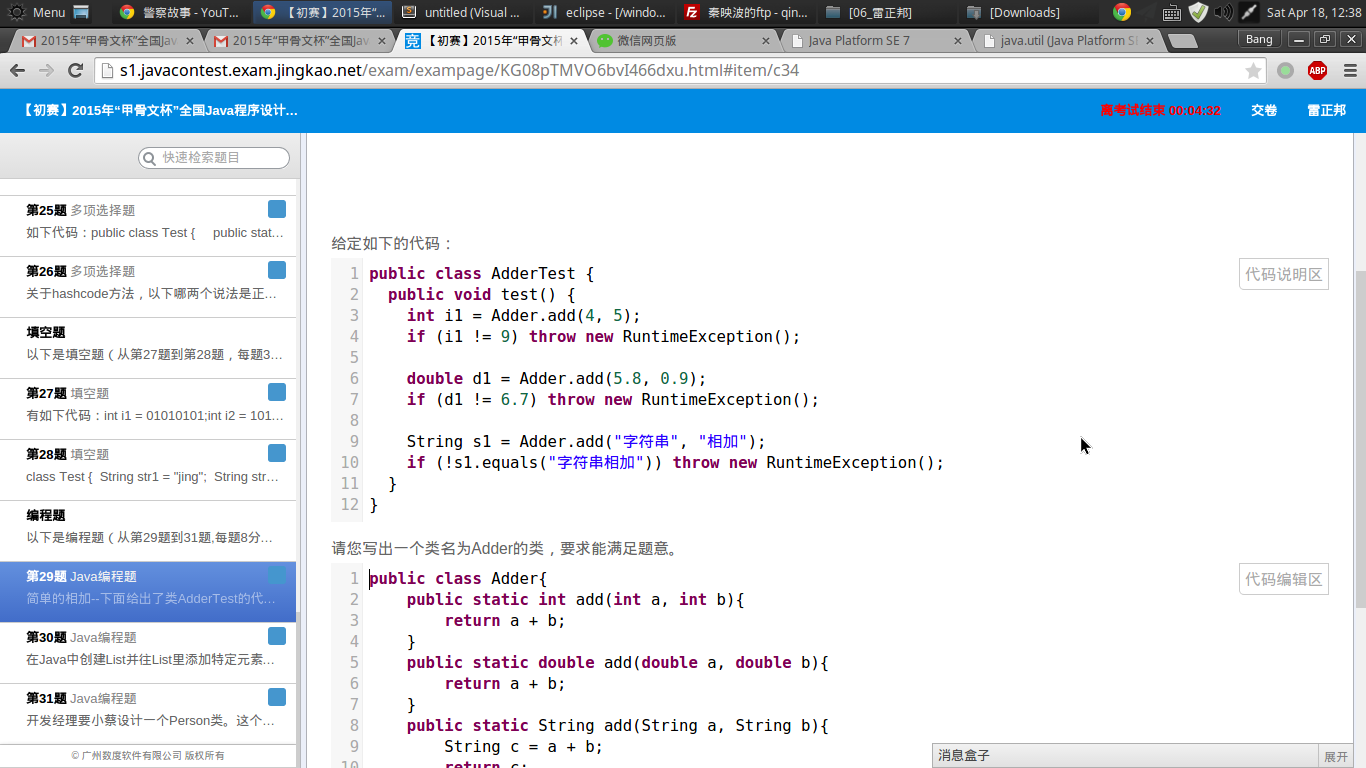 Menu 警察故事 - YouT... 【初赛】2015年“... untitled (Visual ... eclipse - [/windo... 秦映波的ftp - qin... [06_雷正邦] [Downloads] Sat Apr 18, 12:38
2015年“甲骨文杯”全国Jav 2015年“甲骨文杯”全国Jav 【初赛】2015年“甲骨文杯 微信网页版 Java Platform SE 7 java.util (Java Platform SE Bang
s1.javacontest.exam.jingkao.net/exam/exampage/KG08pTMVO6bvI466dxu.html#item/c34 ABP
【初赛】2015年“甲骨文杯”全国Java程序设计... 离考试结束 00:04:32 交卷 雷正邦
快速检索题目
第25题 多项选择题
如下代码：public class Test { public stat...
第26题 多项选择题
关于hashcode方法，以下哪两个说法是正...
填空题
以下是填空题（从第27题到第28题，每题3...
第27题 填空题
有如下代码：int i1 = 01010101;int i2 = 101...
第28题 填空题
class Test { String str1 = "jing"; String str...
编程题
以下是编程题（从第29题到31题,每题8分...
第29题 Java编程题
简单的相加--下面给出了类AdderTest的代...
第30题 Java编程题
在Java中创建List并往List里添加特定元素...
第31题 Java编程题
开发经理要小蔡设计一个Person类。这个...
© 广州数度软件有限公司 版权所有
给定如下的代码：
代码说明区
1 public class AdderTest {
2 public void test() {
3 int i1 = Adder.add(4, 5);
4 if (i1 != 9) throw new RuntimeException();
5
6 double d1 = Adder.add(5.8, 0.9);
7 if (d1 != 6.7) throw new RuntimeException();
8
9 String s1 = Adder.add("字符串", "相加");
10 if (!s1.equals("字符串相加")) throw new RuntimeException();
11 }
12 }
请您写出一个类名为Adder的类，要求能满足题意。
代码编辑区
1 public class Adder{
2 public static int add(int a, int b){
3 return a + b;
4 }
5 public static double add(double a, double b){
6 return a + b;
7 }
8 public static String add(String a, String b){
9 String c = a + b;
10 return c;
消息盒子 展开